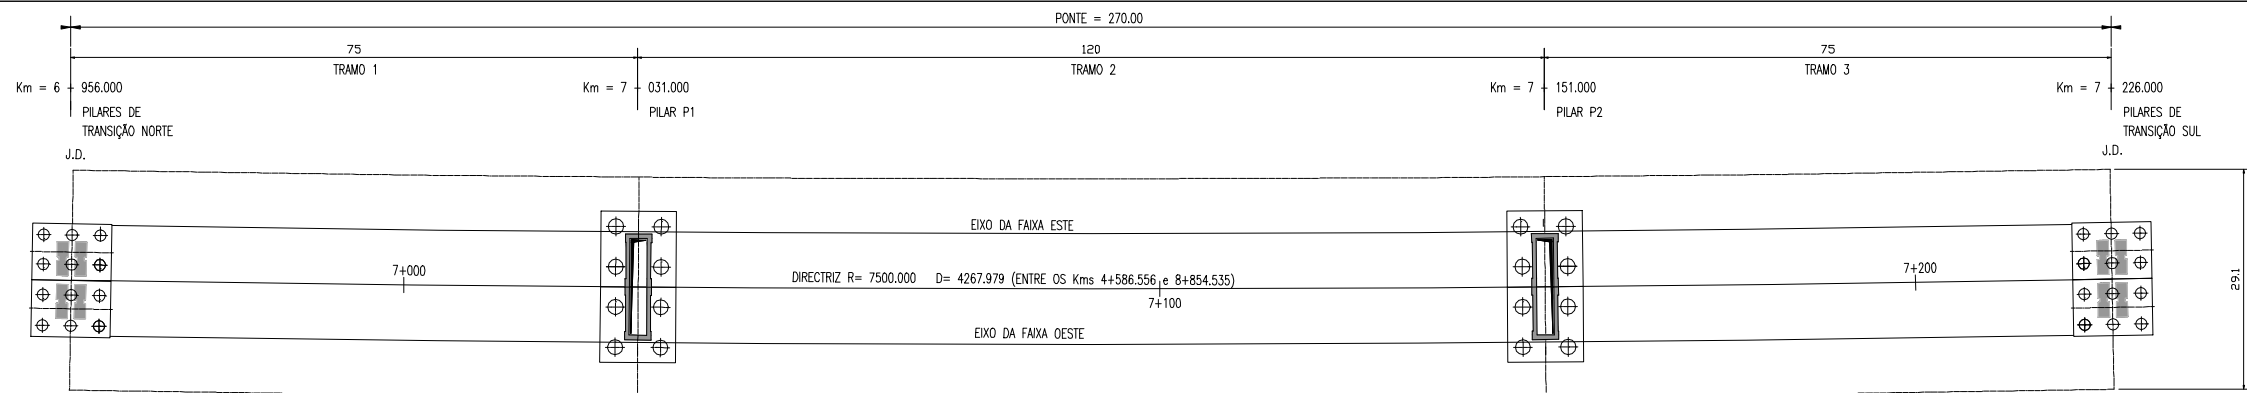 PONTE = 270.00
75
120
75
TRAMO 1
TRAMO 2
TRAMO 3
Km = 6 956.000
Km = 7 031.000
Km = 7 151.000
Km = 7 226.000
PILARES DE
TRANSIÇÃO NORTE
PILAR P1
PILAR P2
PILARES DE
TRANSIÇÃO SUL
J.D.
J.D.
EIXO DA FAIXA ESTE
7+000
DIRECTRIZ R= 7500.000 D= 4267.979 (ENTRE OS Kms 4+586.556 e 8+854.535)
7+100
7+200
29.1
EIXO DA FAIXA OESTE